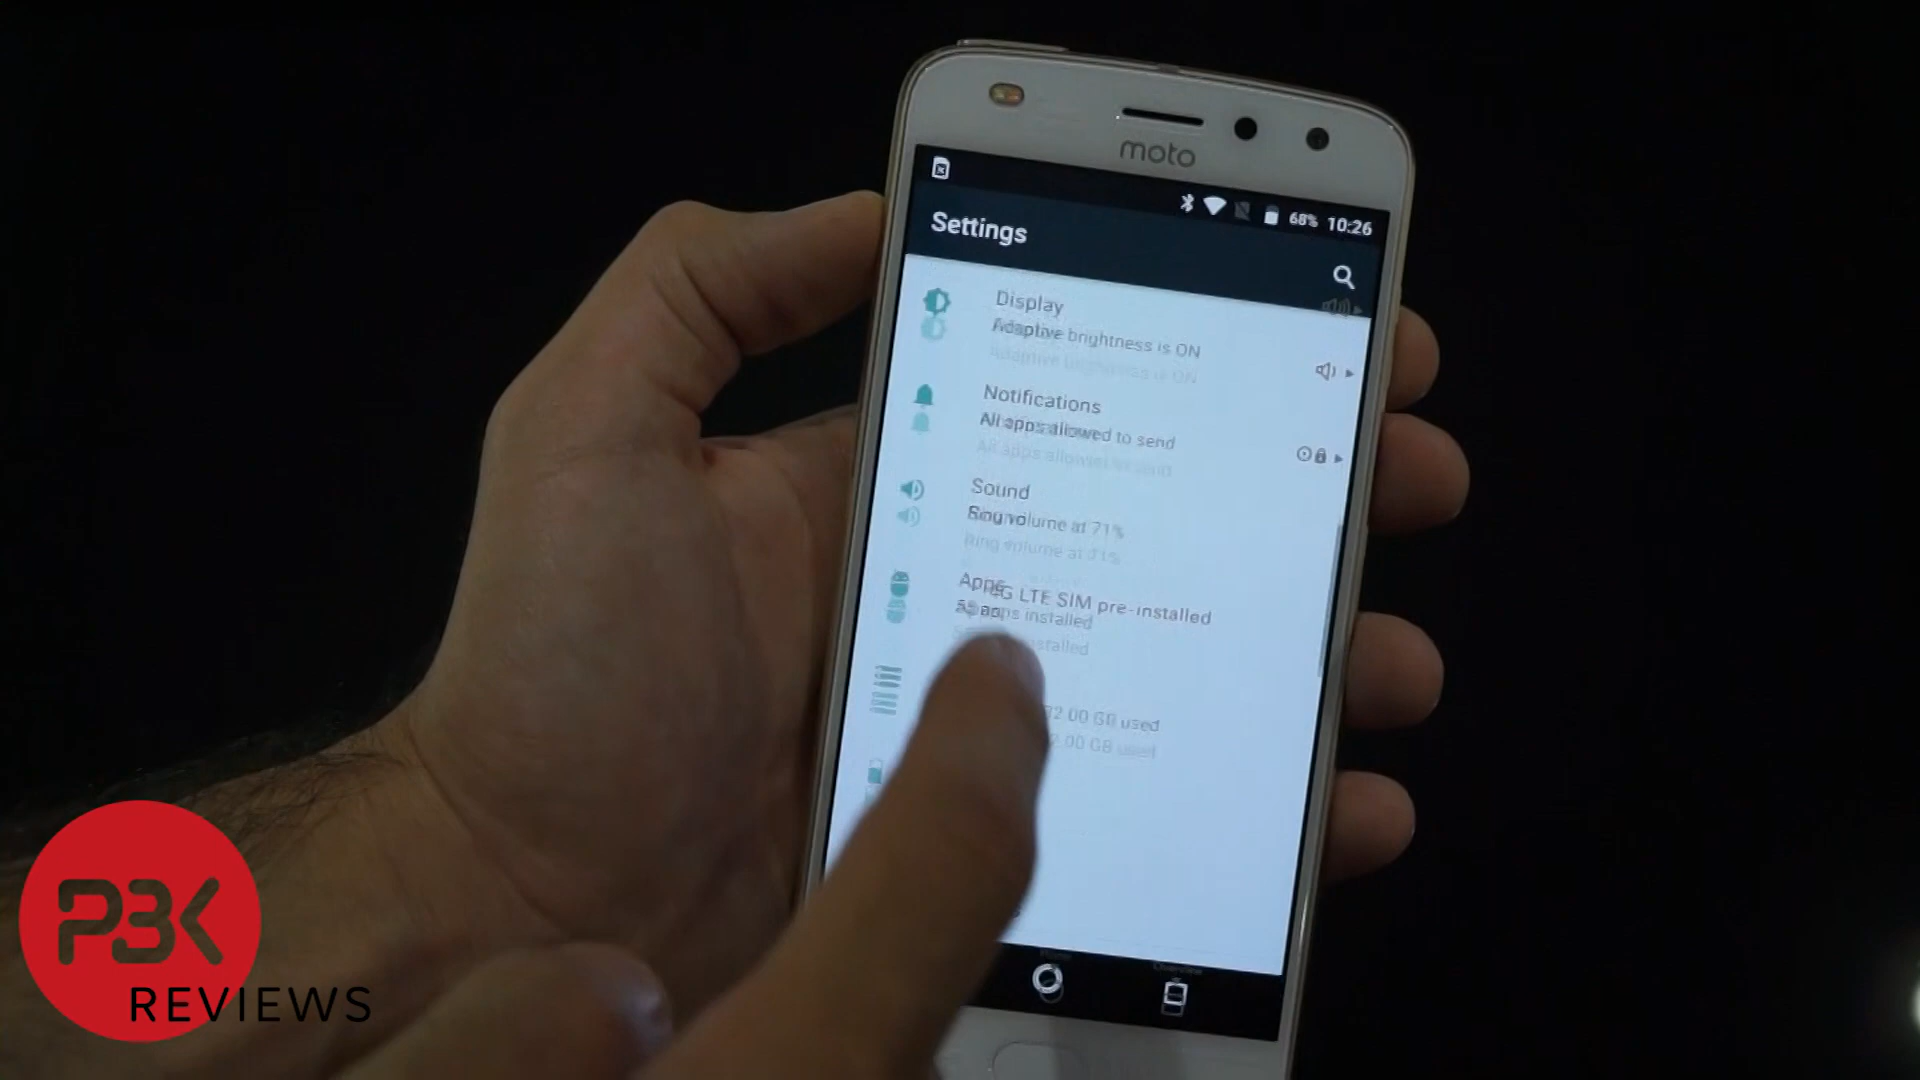 moto
68% 10:26
Settings
Display
Adaptive brightness is ON
Notifications
All apps allowed to send
Sound
Ring volume at 71%
Apps
4G LTE SIM pre-installed
apps installed
00 GB used
P3K
REVIEWS